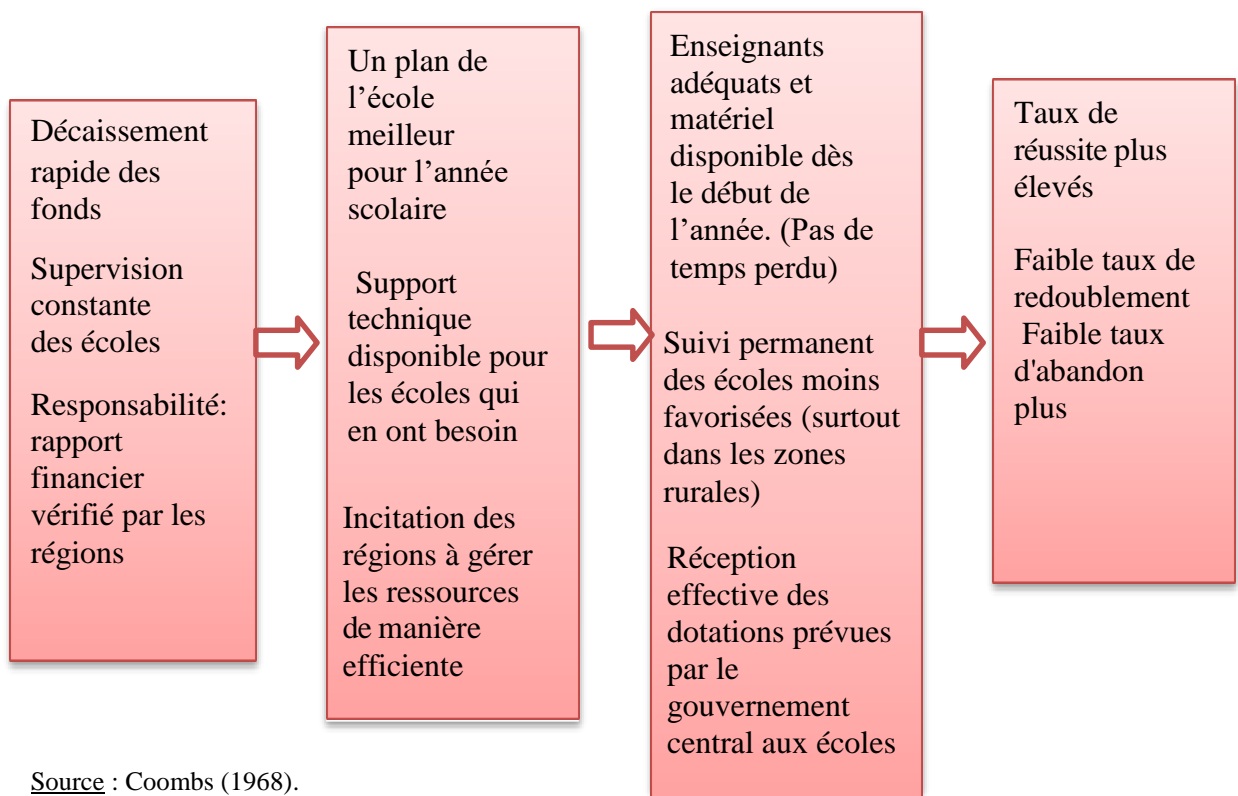 Décaissement
rapide des
fonds
Supervision
constante
des écoles
Responsabilité:
rapport
financier
vérifié par les
régions
Un plan de
l’école
meilleur
pour l’année
scolaire
Support
technique
disponible pour
les écoles qui
en ont besoin
Incitation des
régions à gérer
les ressources
de manière
efficiente
Enseignants
adéquats et
matériel
disponible dès
le début de
l’année. (Pas de
temps perdu)
Suivi permanent
des écoles moins
favorisées (surtout
dans les zones
rurales)
Réception
effective des
dotations prévues
par le
gouvernement
central aux écoles
Taux de
réussite plus
élevés
Faible taux de
redoublement
Faible taux
d'abandon
plus
Source : Coombs (1968).